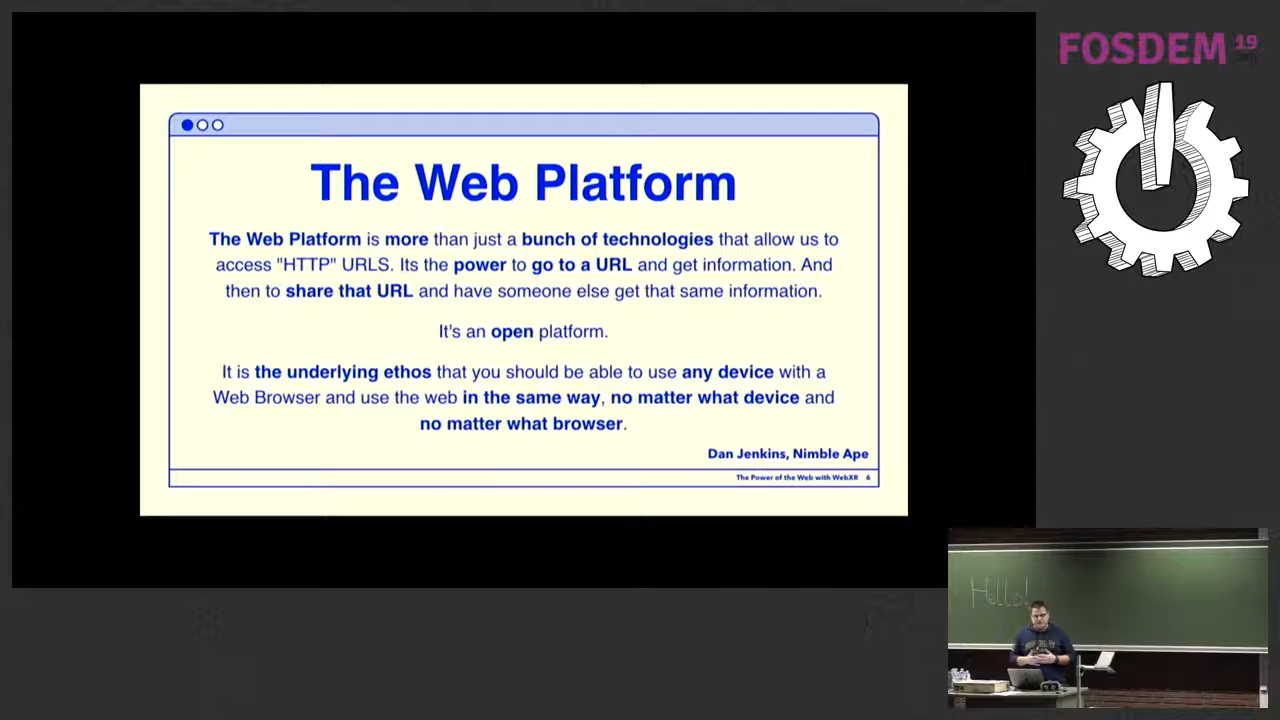 FOSDEM 19
The Web Platform
The Web Platform is more than just a bunch of technologies that allow us to
access "HTTP" URLS. Its the power to go to a URL and get information. And
then to share that URL and have someone else get that same information.
It's an open platform.
It is the underlying ethos that you should be able to use any device with a
Web Browser and use the web in the same way, no matter what device and
no matter what browser.
Dan Jenkins, Nimble Ape
The Power of the Web with WebXR 6
Hello!